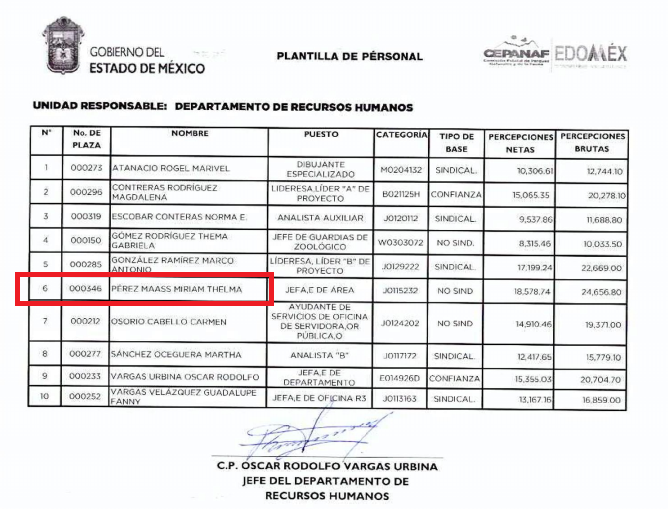 GOBIERNO DEL
ESTADO DE MÉXICO
PLANTILLA DE PÉRSONAL
CEPANAF
EDOMÉX
UNIDAD RESPONSABLE: DEPARTAMENTO DE RECURSOS HUMANOS
N° No. DE PLAZA NOMBRE PUESTO CATEGORÍA TIPO DE BASE PERCEPCIONES NETAS PERCEPCIONES BRUTAS
1 000273 ATANACIO ROGEL MARIVEL DIBUJANTE ESPECIALIZADO M0204132 SINDICAL. 10,306.61 12,744.10
2 000296 CONTRERAS RODRÍGUEZ MAGDALENA LIDERESA,LÍDER "A" DE PROYECTO B021125H CONFIANZA 15,065.35 20,278.10
3 000319 ESCOBAR CONTERAS NORMA E. ANALISTA AUXILIAR J0120112 SINDICAL 9,537.86 11,688.80
4 000150 GÓMEZ RODRÍGUEZ THEMA GABRIELA JEFE DE GUARDIAS DE ZOOLÓGICO W0303072 NO SIND. 8,315.46 10,033.50
5 000285 GONZÁLEZ RAMÍREZ MARCO ANTONIO LÍDERESA, LÍDER "B" DE PROYECTO J0129222 SINDICAL. 17,199.24 22,669.00
6 000346 PÉREZ MAASS MIRIAM THELMA JEFA,E DE ÁREA J0115232 NO SIND 18,578.74 24,656.80
7 000212 OSORIO CABELLO CARMEN AYUDANTE DE SERVICIOS DE OFICINA DE SERVIDORA,OR PÚBLICA,O J0124202 NO SIND 14,910.46 19,371.00
8 000277 SÁNCHEZ OCEGUERA MARTHA ANALISTA "B" J0117172 SINDICAL. 12,417.65 15,779.10
9 000233 VARGAS URBINA OSCAR RODOLFO JEFA,E DE DEPARTAMENTO E014926D CONFIANZA 15,355.03 20,704.70
10 000252 VARGAS VELÁZQUEZ GUADALUPE FANNY JEFA,E DE OFICINA R3 J0113163 SINDICAL. 13,167.16 16,859.00
C.P. OSCAR RODOLFO VARGAS URBINA
JEFE DEL DEPARTAMENTO DE
RECURSOS HUMANOS